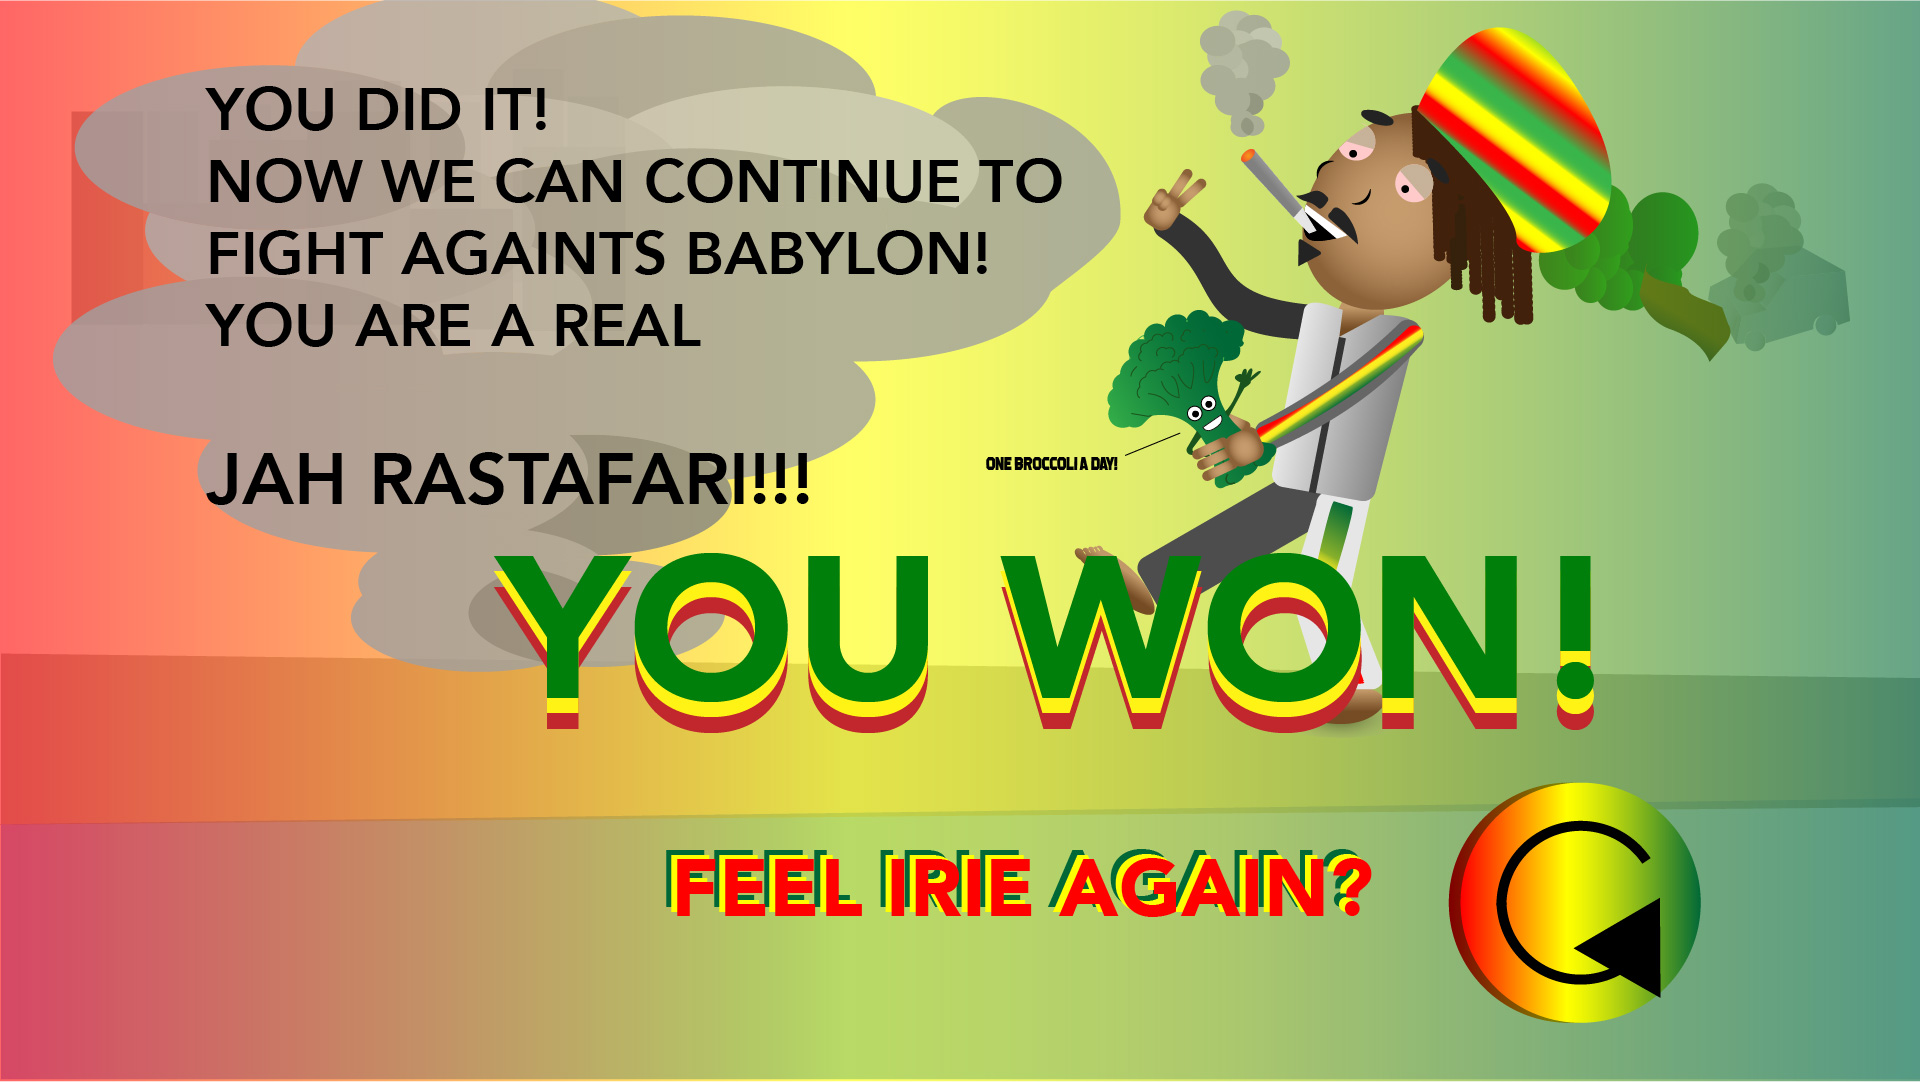 YOU DID IT!
NOW WE CAN CONTINUE TO
FIGHT AGAINTS BABYLON!
YOU ARE A REAL
JAH RASTAFARI!!!
ONE BROCCOLI A DAY!
YOU WON!
FEEL IRIE AGAIN?